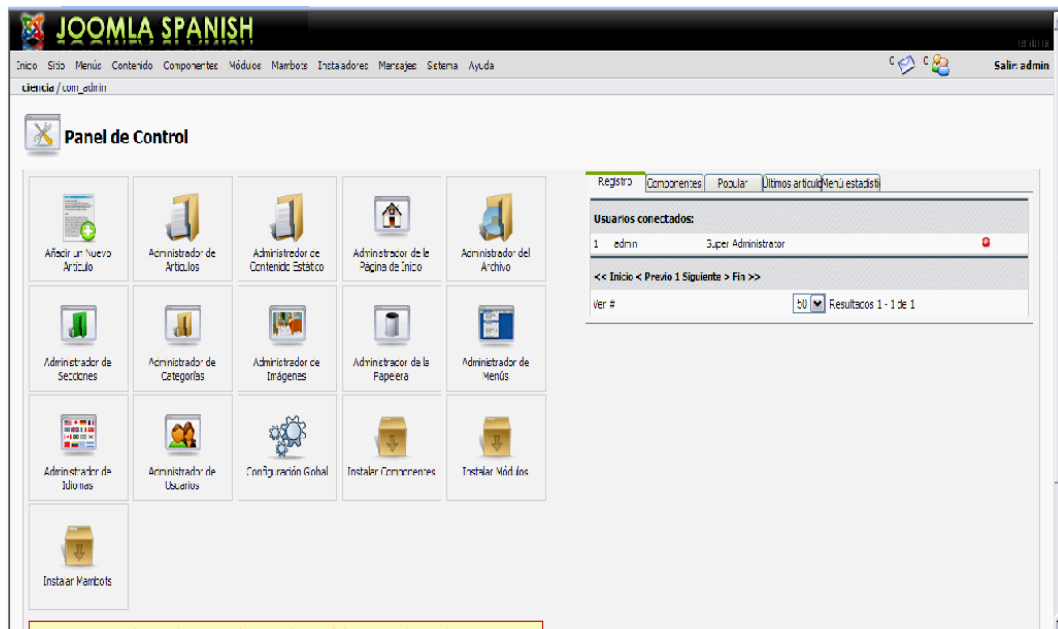 JOOMLA SPANISH
Inicio Sitio Menús Contenido Componentes Módulos Mambots Instaladores Mensajes Sistema Ayuda 0 0 Salir: admin
ciencia / com_admin
Panel de Control
Añadir un Nuevo Artículo
Administrador de Artículos
Administrador de Contenido Estático
Administrador de la Página de Inicio
Administrador del Archivo
Administrador de Secciones
Administrador de Categorías
Administrador de Imágenes
Administrador de la Papelera
Administrador de Menús
Administrador de Idiomas
Administrador de Usuarios
Configuración Global
Instalar Componentes
Instalar Módulos
Instalar Mambots
Registro Componentes Popular Últimos artículo Menú estadísti
Usuarios conectados:
1 admin Super Administrator
<< Inicio < Previo 1 Siguiente > Fin >>
Ver # 50 Resultados 1 - 1 de 1